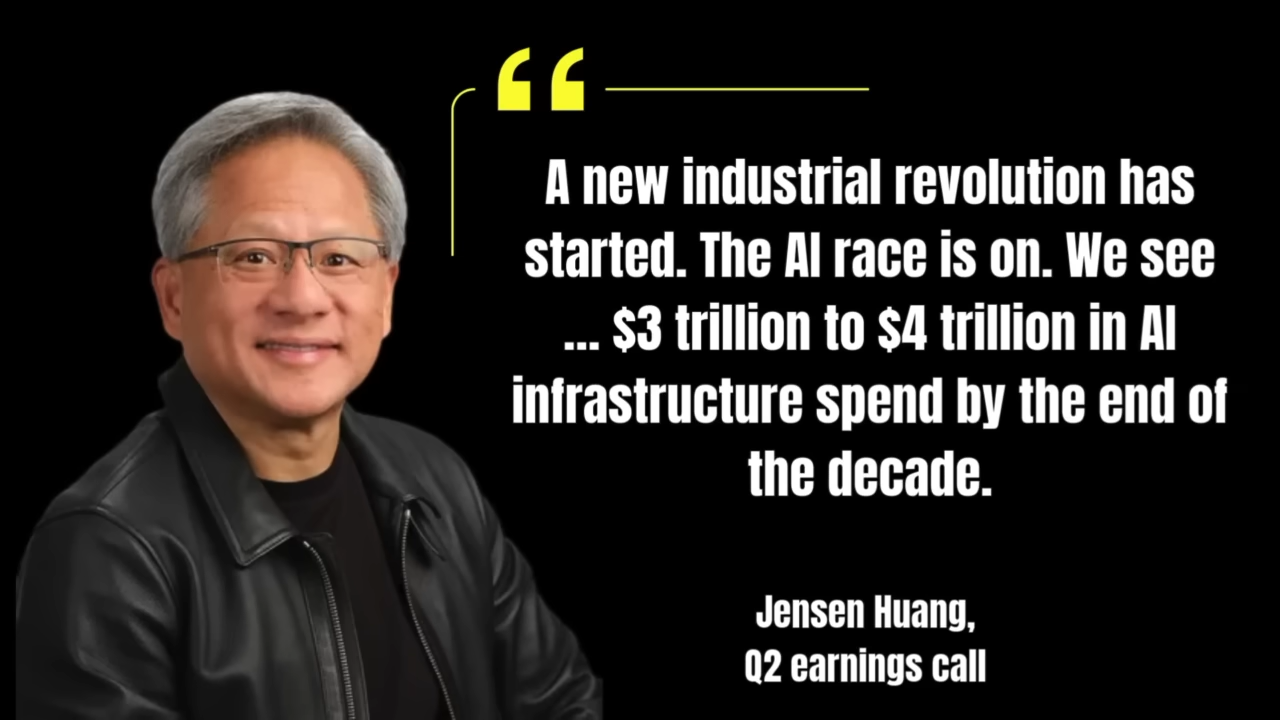 “
A new industrial revolution has
started. The AI race is on. We see
... $3 trillion to $4 trillion in AI
infrastructure spend by the end of
the decade.
Jensen Huang,
Q2 earnings call